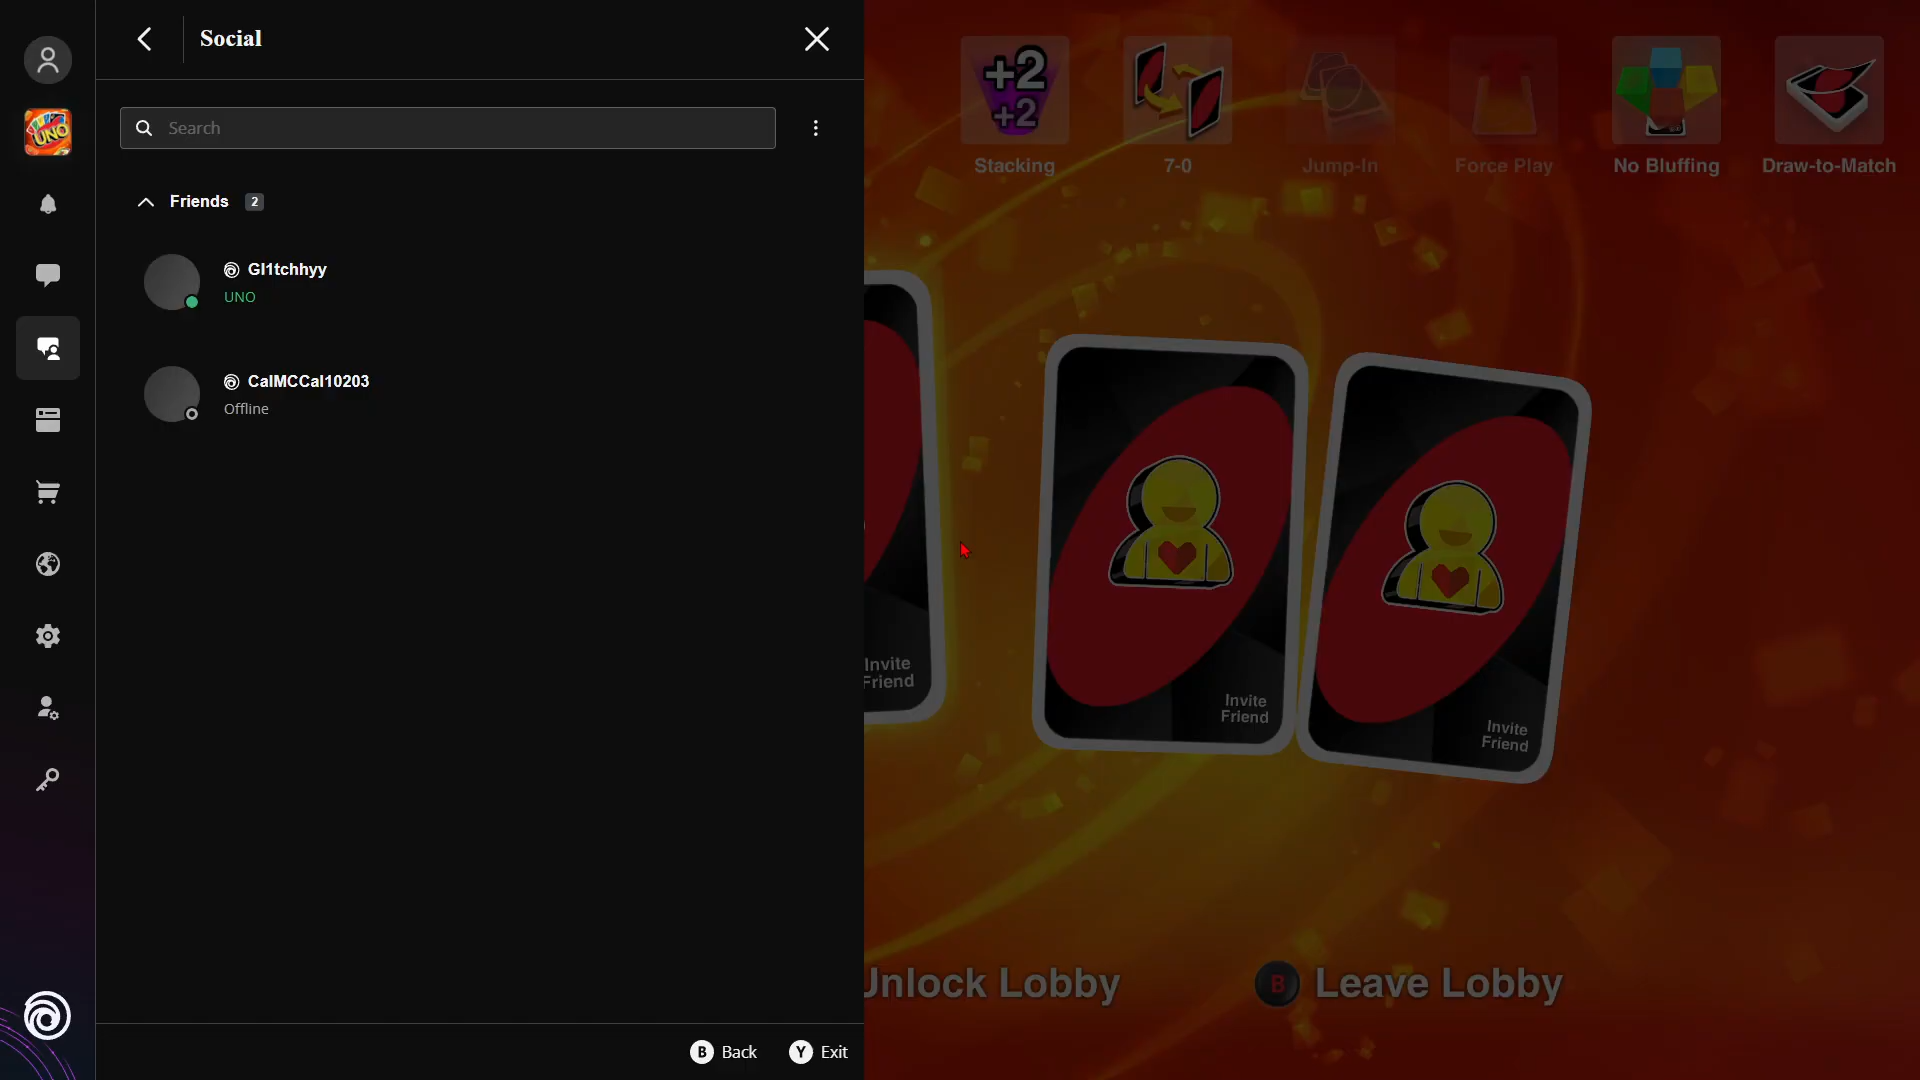 Social
Search
Friends 2
Gl1tchhyy
UNO
CalMCCal10203
Offline
B Back
Y Exit
UNO
+2
+2
Stacking
7-0
Jump-In
Force Play
No Bluffing
Draw-to-Match
Invite
Friend
Invite
Friend
Invite
Friend
Unlock Lobby
B Leave Lobby